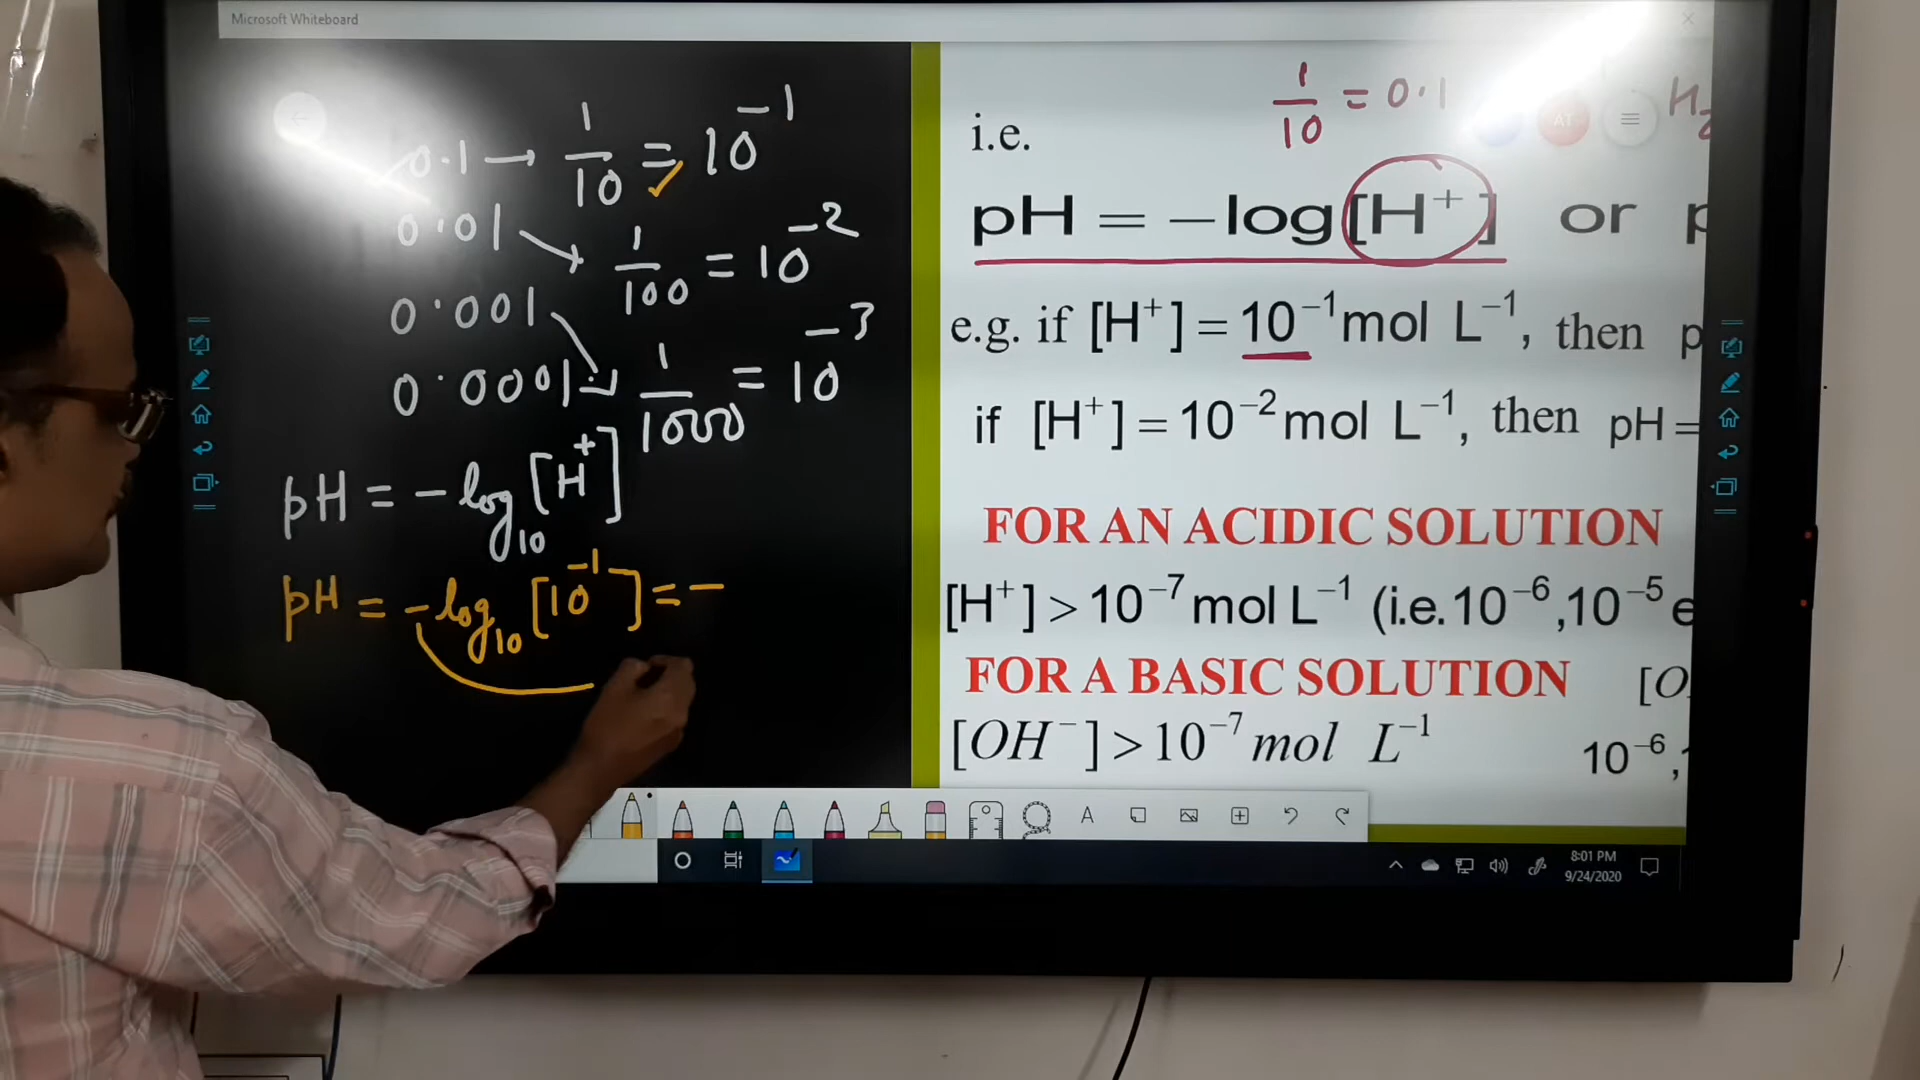 Microsoft Whiteboard
0.1 → 1/10 = 10⁻¹
0.01 → 1/100 = 10⁻²
0.001 → 1/1000 = 10⁻³
0.0001
pH = -log₁₀ [H⁺]
pH = -log₁₀ [10⁻¹] = -
1/10 = 0.1
i.e.
pH = −log[H⁺] or p
e.g. if [H⁺] = 10⁻¹ mol L⁻¹, then p
if [H⁺] = 10⁻² mol L⁻¹, then pH =
FOR AN ACIDIC SOLUTION
[H⁺] > 10⁻⁷ mol L⁻¹ (i.e. 10⁻⁶, 10⁻⁵ e
FOR A BASIC SOLUTION [O
[OH⁻] > 10⁻⁷ mol L⁻¹ 10⁻⁶,
AT
A
8:01 PM
9/24/2020